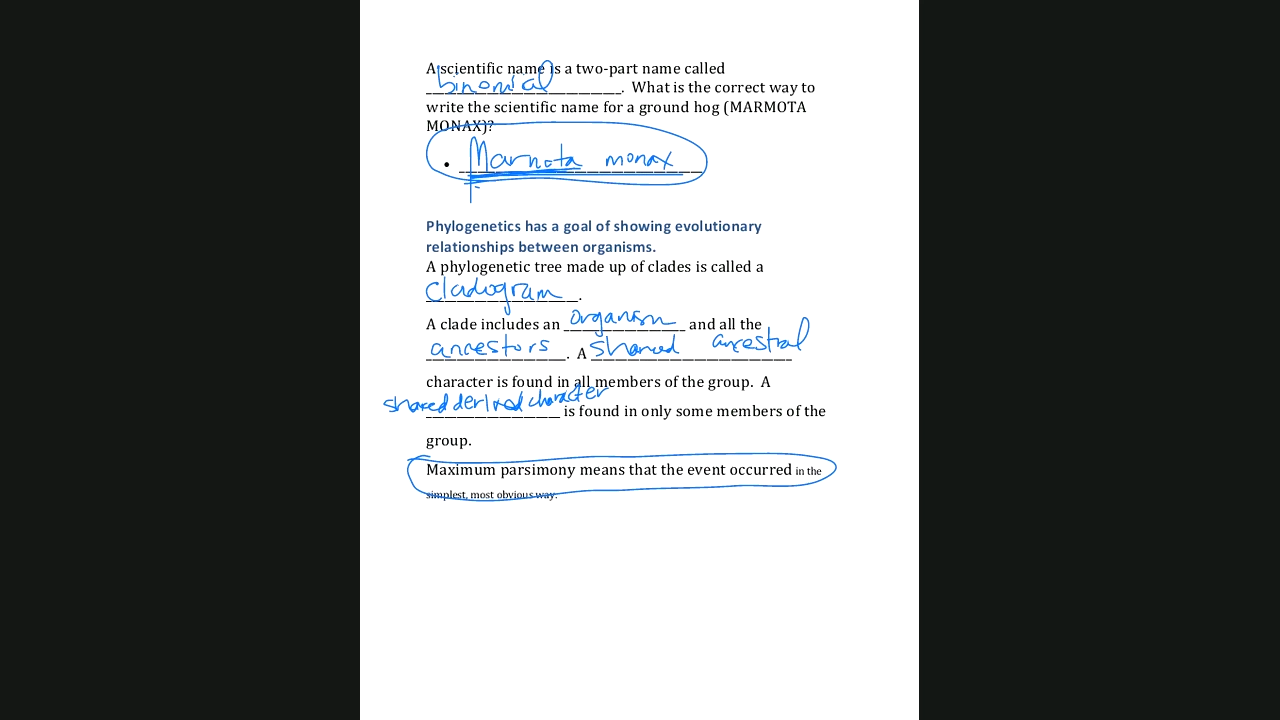 A scientific name is a two-part name called
binomial. What is the correct way to
write the scientific name for a ground hog (MARMOTA
MONAX)?
• Marmota monax
Phylogenetics has a goal of showing evolutionary
relationships between organisms.
A phylogenetic tree made up of clades is called a
cladogram.
A clade includes an organism and all the
ancestors. A shared ancestral
character is found in all members of the group. A
shared derived character is found in only some members of the
group.
Maximum parsimony means that the event occurred in the
simplest, most obvious way.